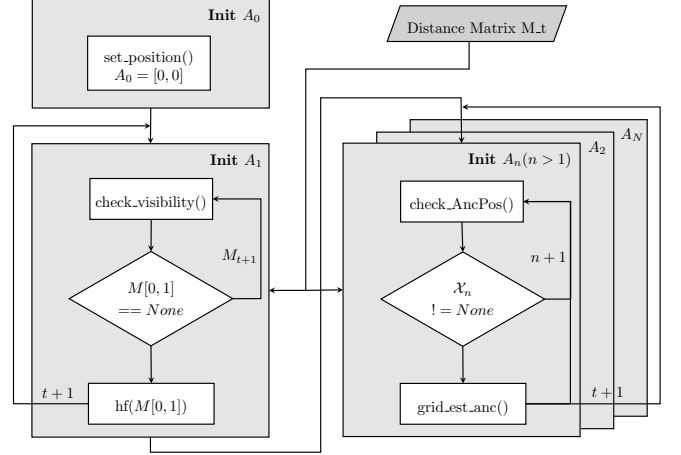 Init A_0
set_position()
A_0 = [0, 0]
Distance Matrix M_t
Init A_1
check_visibility()
M_{t+1}
M[0, 1]
== None
t + 1
hf(M[0, 1])
A_N
A_2
Init A_n(n > 1)
check_AncPos()
n + 1
𝒳_n
! = None
t + 1
grid_est_anc()